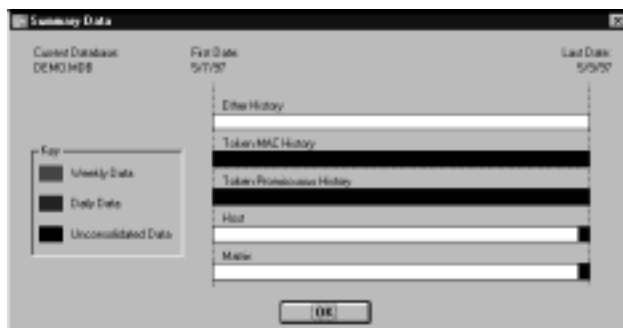 Summary Data
Current Database:
DEMO.MDB
First Date:
5/7/97
Last Date:
5/9/97
Ether History
Token MAC History
Token Promiscuous History
Host
Matrix
Key
Weekly Data
Daily Data
Unconsolidated Data
OK